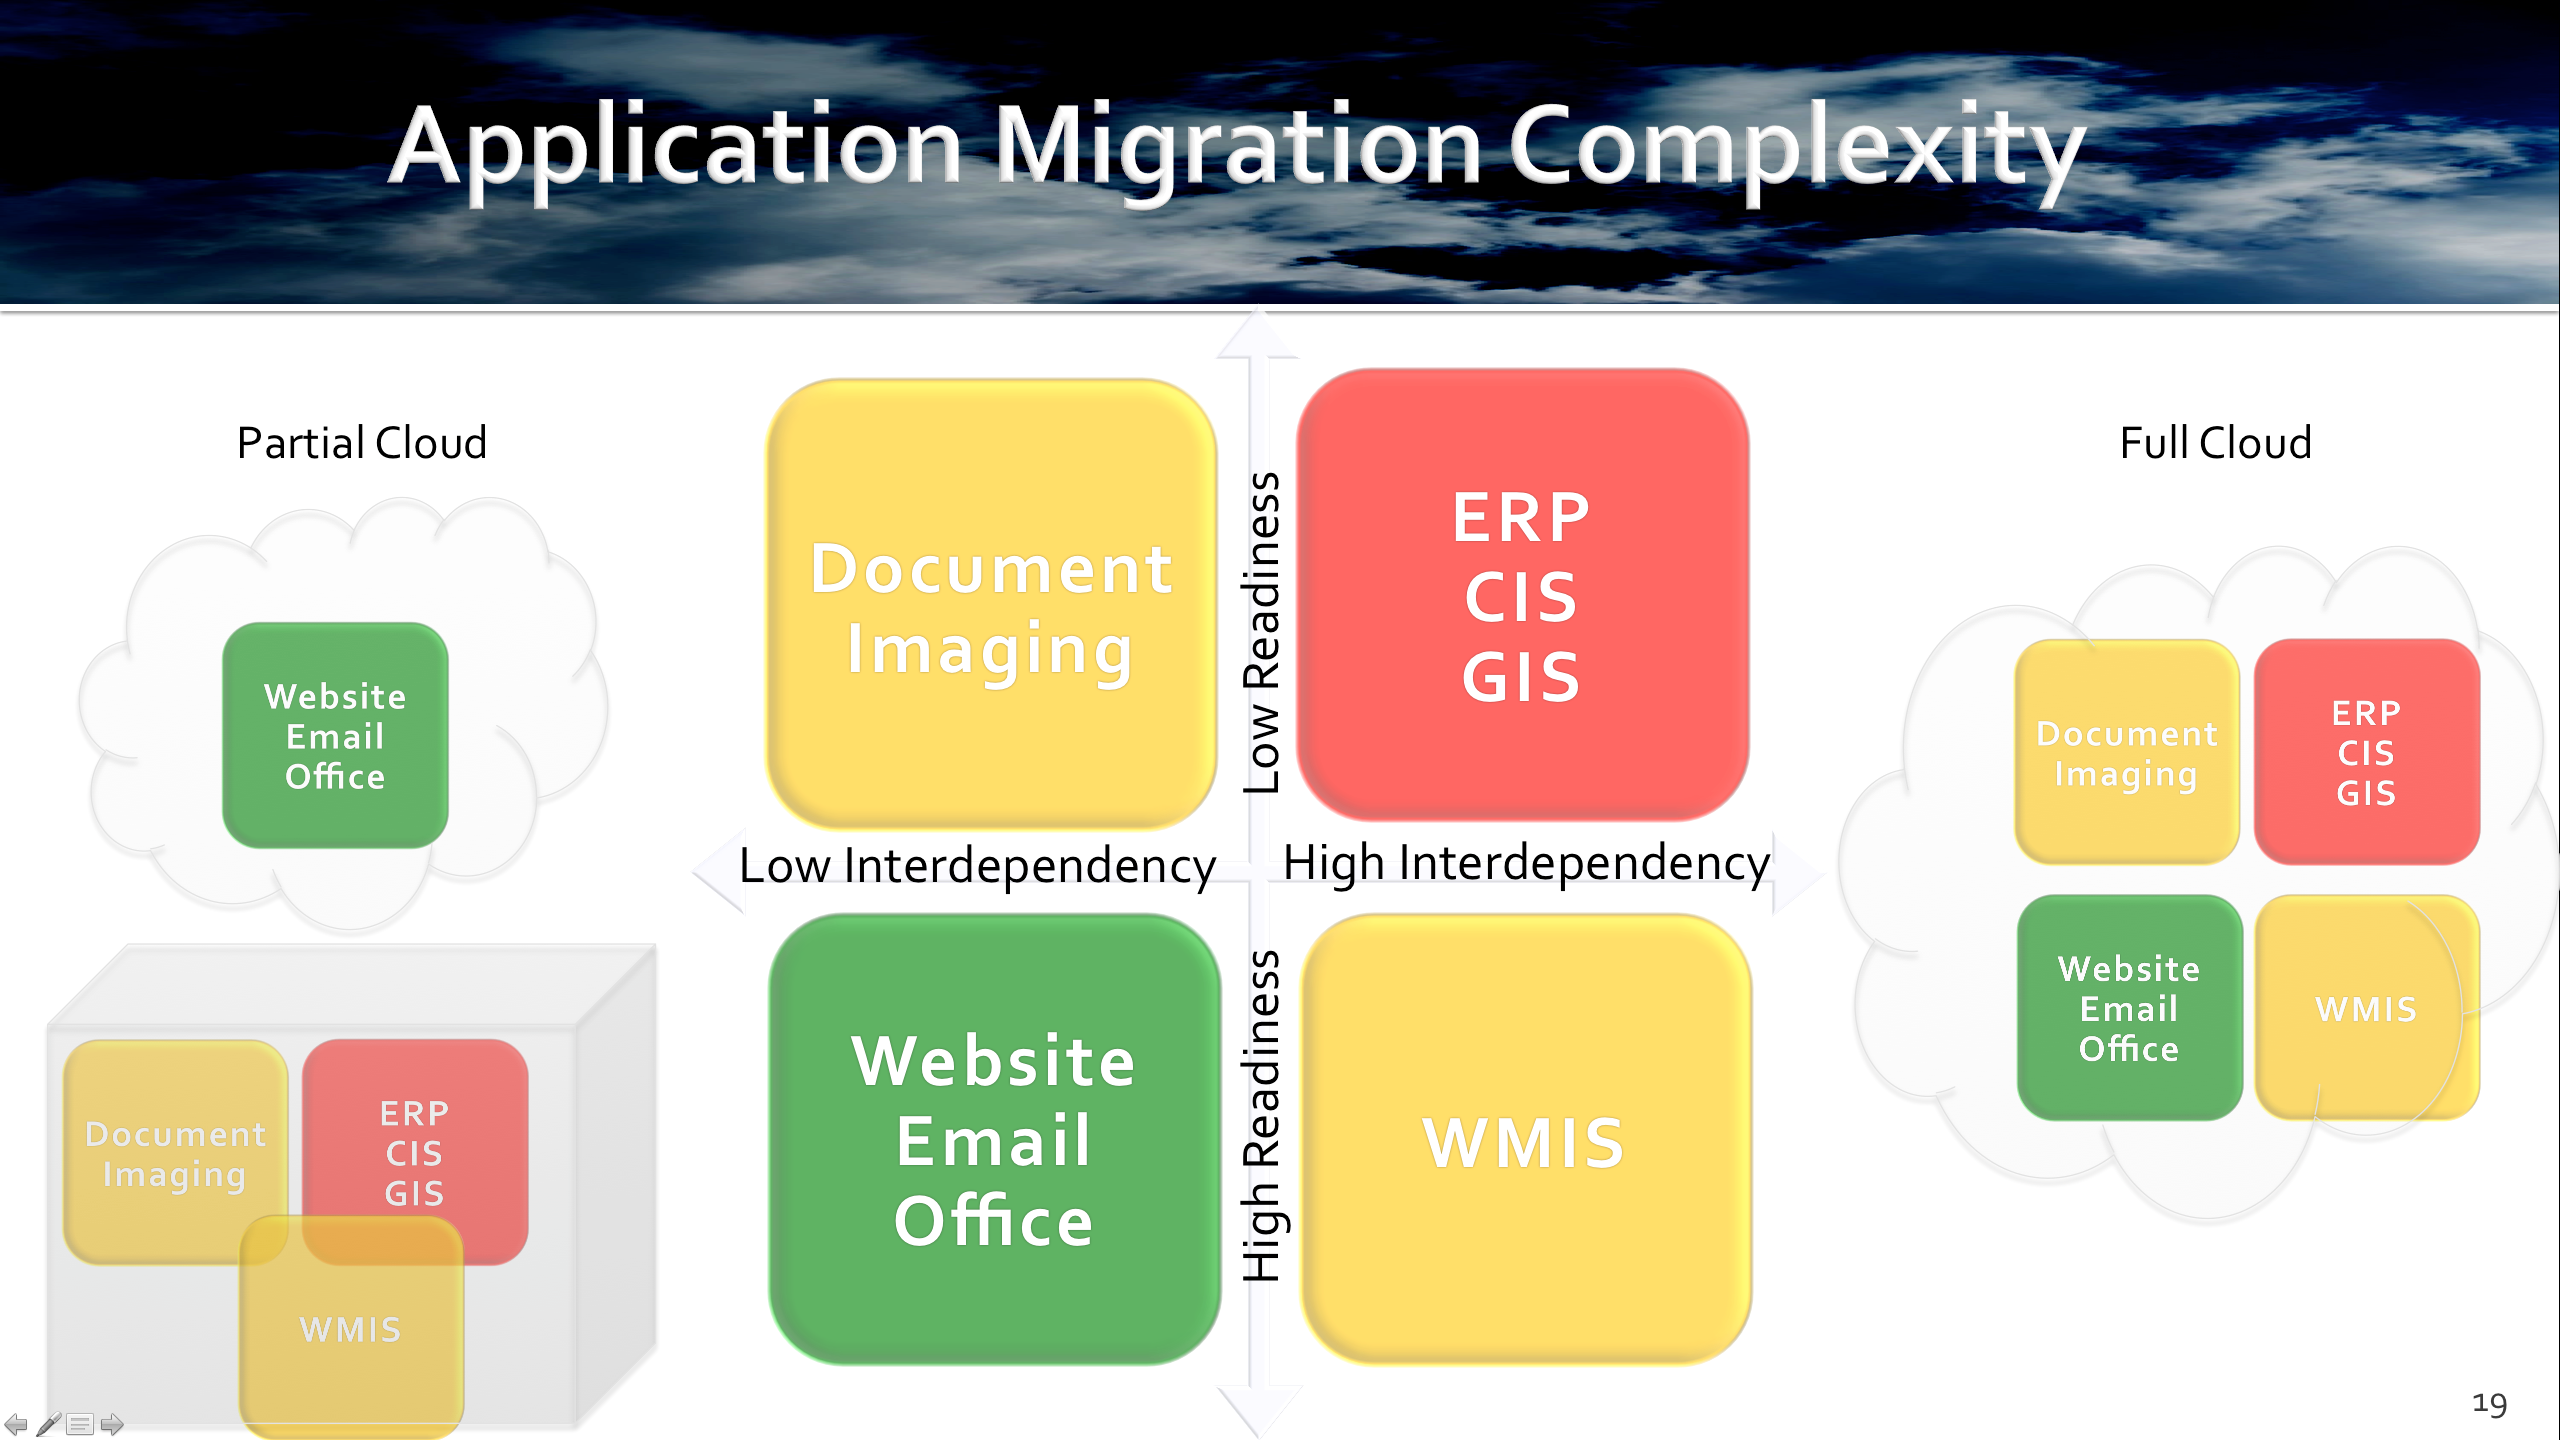 Application Migration Complexity
Partial Cloud
Website
Email
Office
Document
Imaging
ERP
CIS
GIS
WMIS
Document
Imaging
Low Readiness
ERP
CIS
GIS
Low Interdependency
High Interdependency
Website
Email
Office
High Readiness
WMIS
Full Cloud
Document
Imaging
ERP
CIS
GIS
Website
Email
Office
WMIS
19